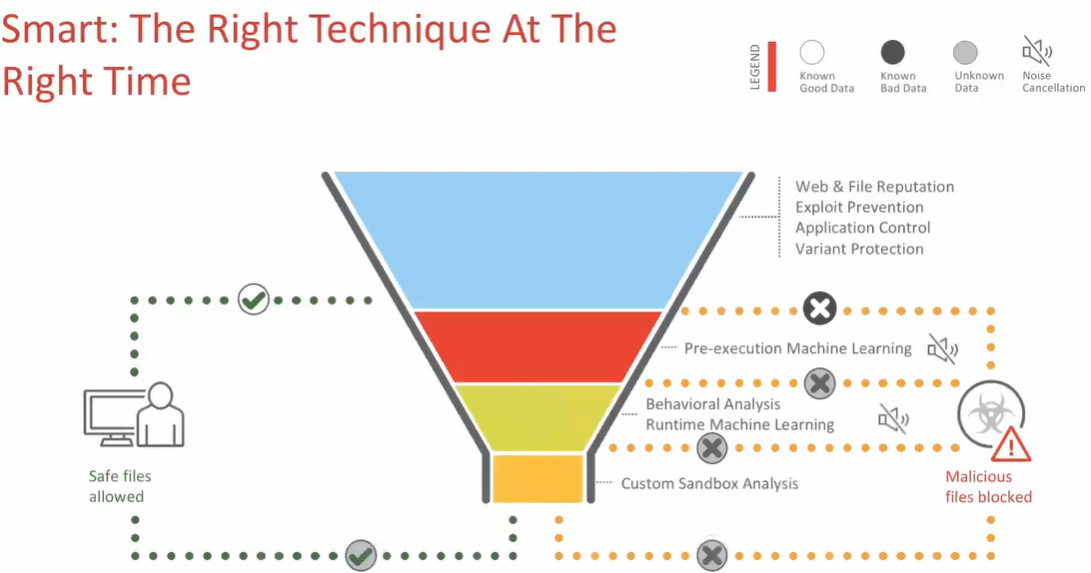 Smart: The Right Technique At The
Right Time
LEGEND
Known
Good Data
Known
Bad Data
Unknown
Data
Noise
Cancellation
Web & File Reputation
Exploit Prevention
Application Control
Variant Protection
Pre-execution Machine Learning
Behavioral Analysis
Runtime Machine Learning
Custom Sandbox Analysis
Safe files
allowed
Malicious
files blocked